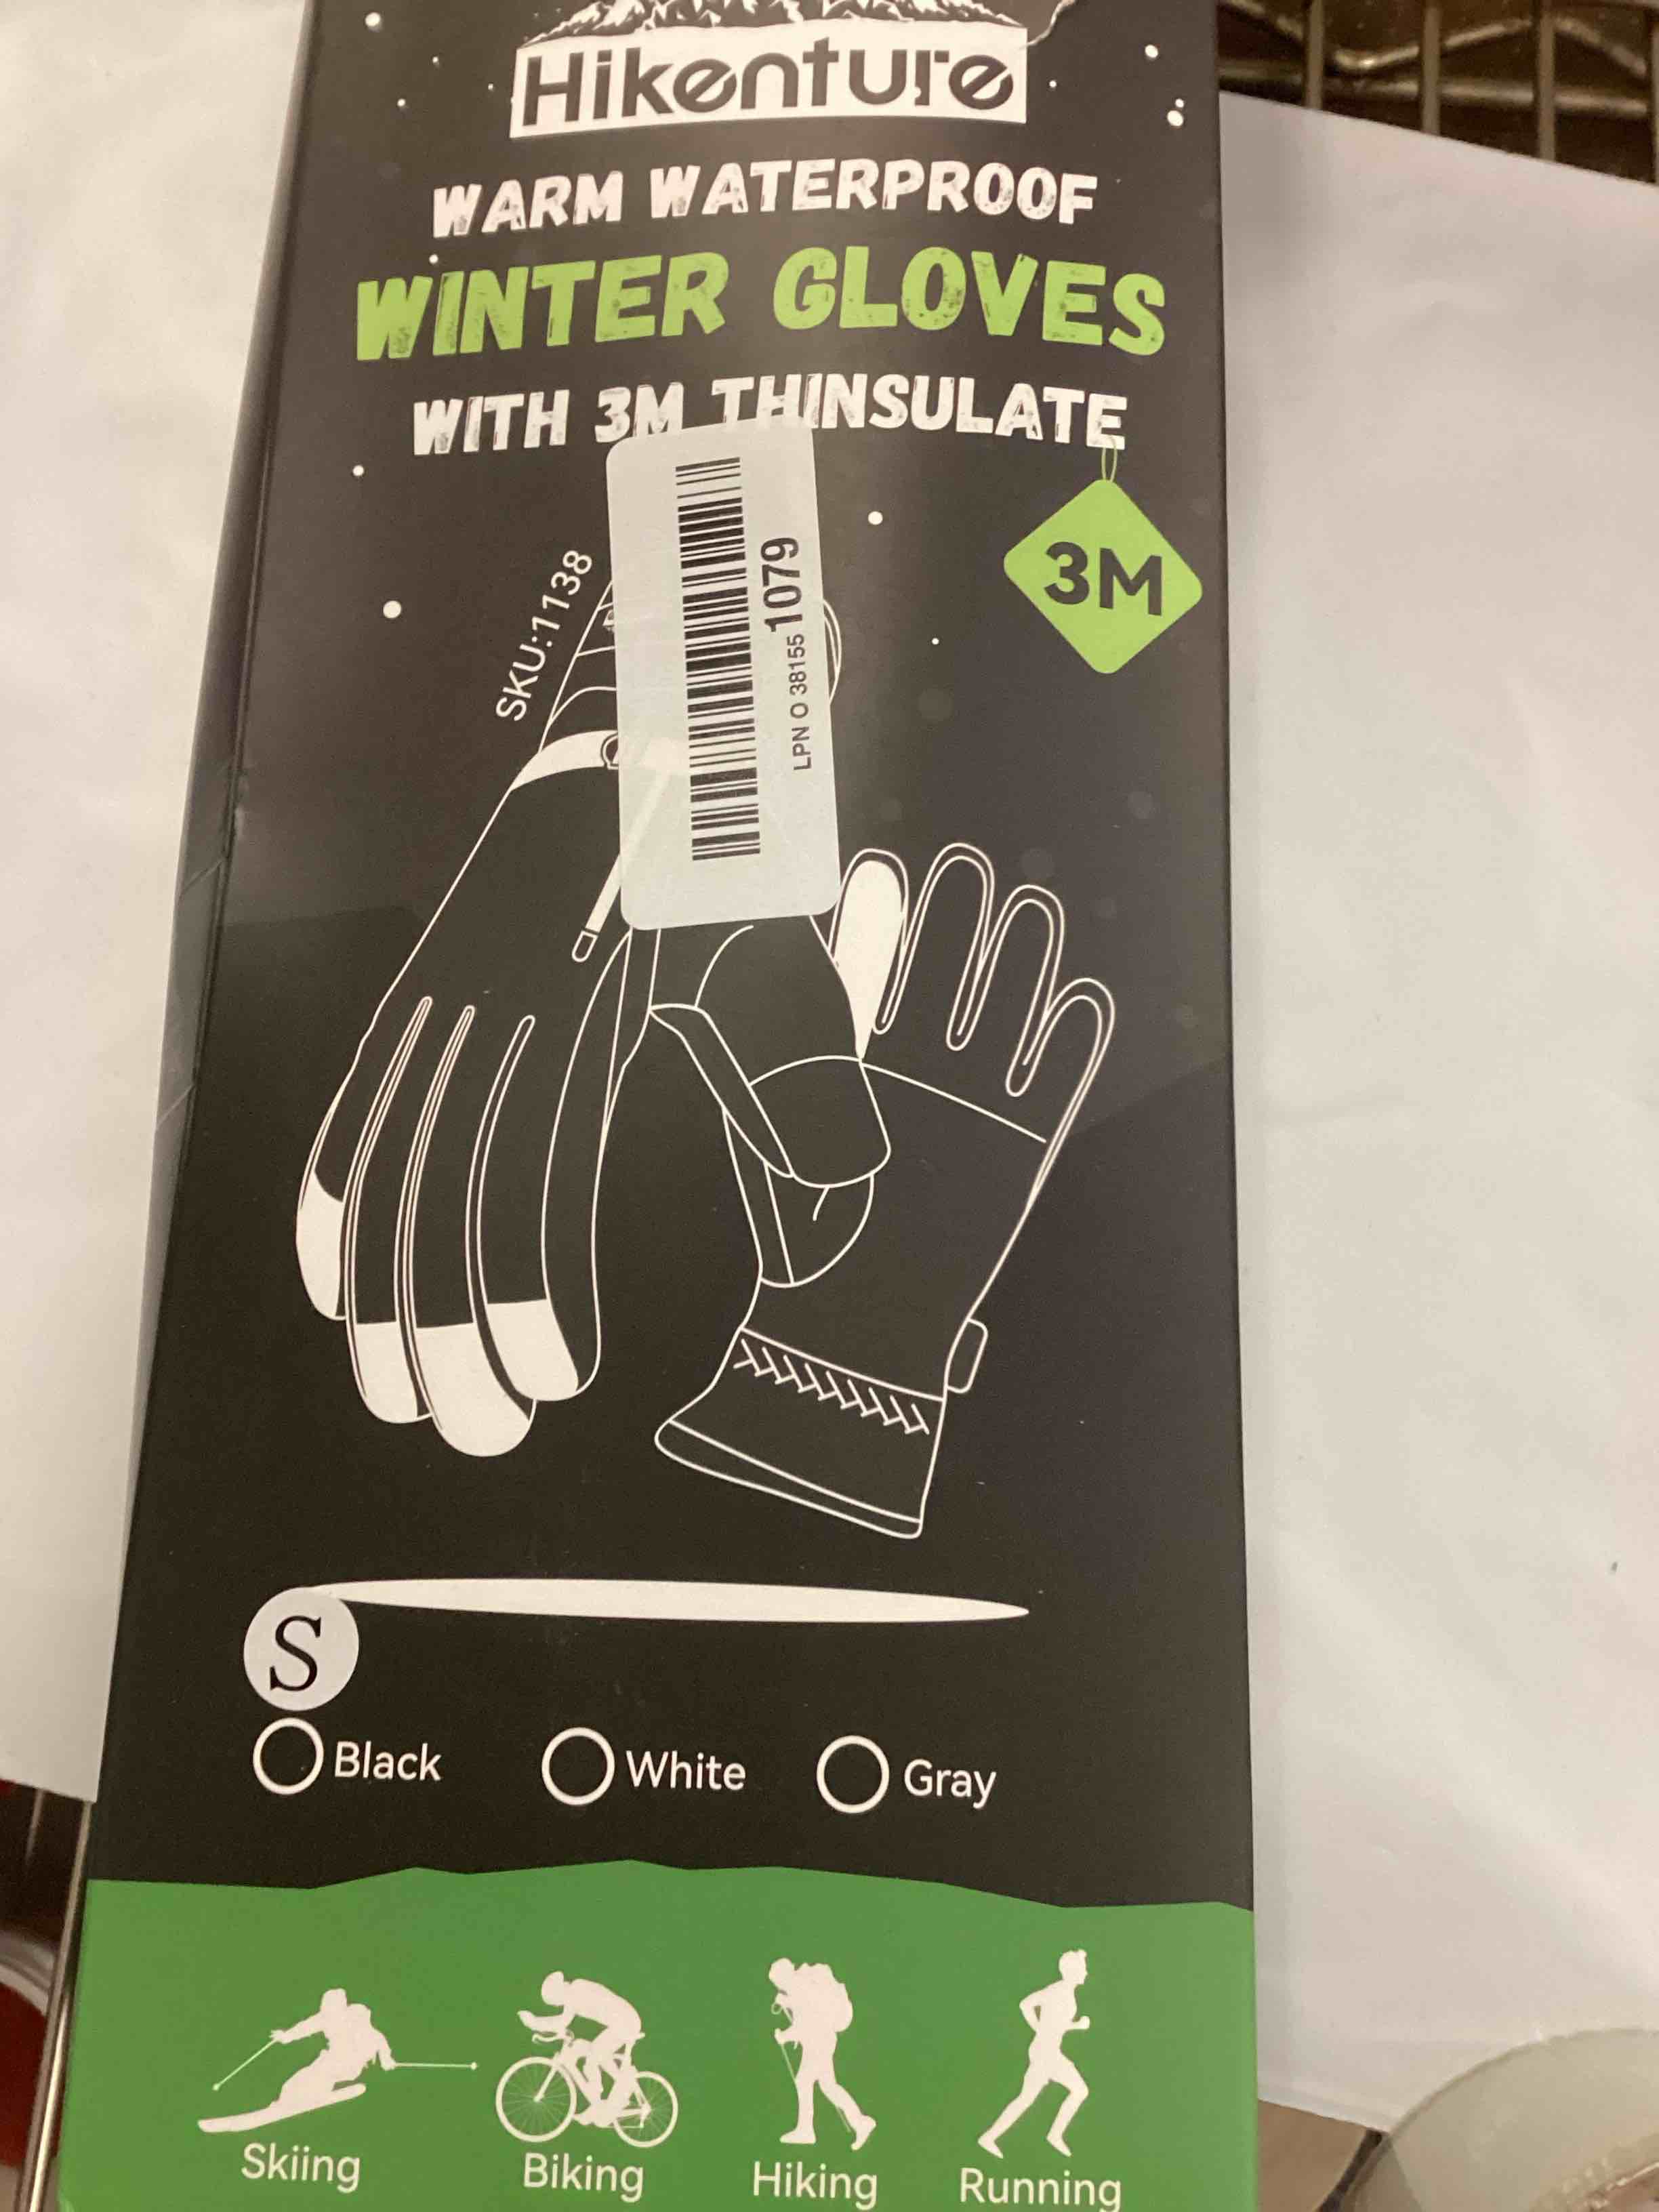 Hikenture
WARM WATERPROOF
WINTER GLOVES
WITH 3M THINSULATE
3M
SKU:1138
LPN O 38155 1079
S
Black White Gray
Skiing Biking Hiking Running